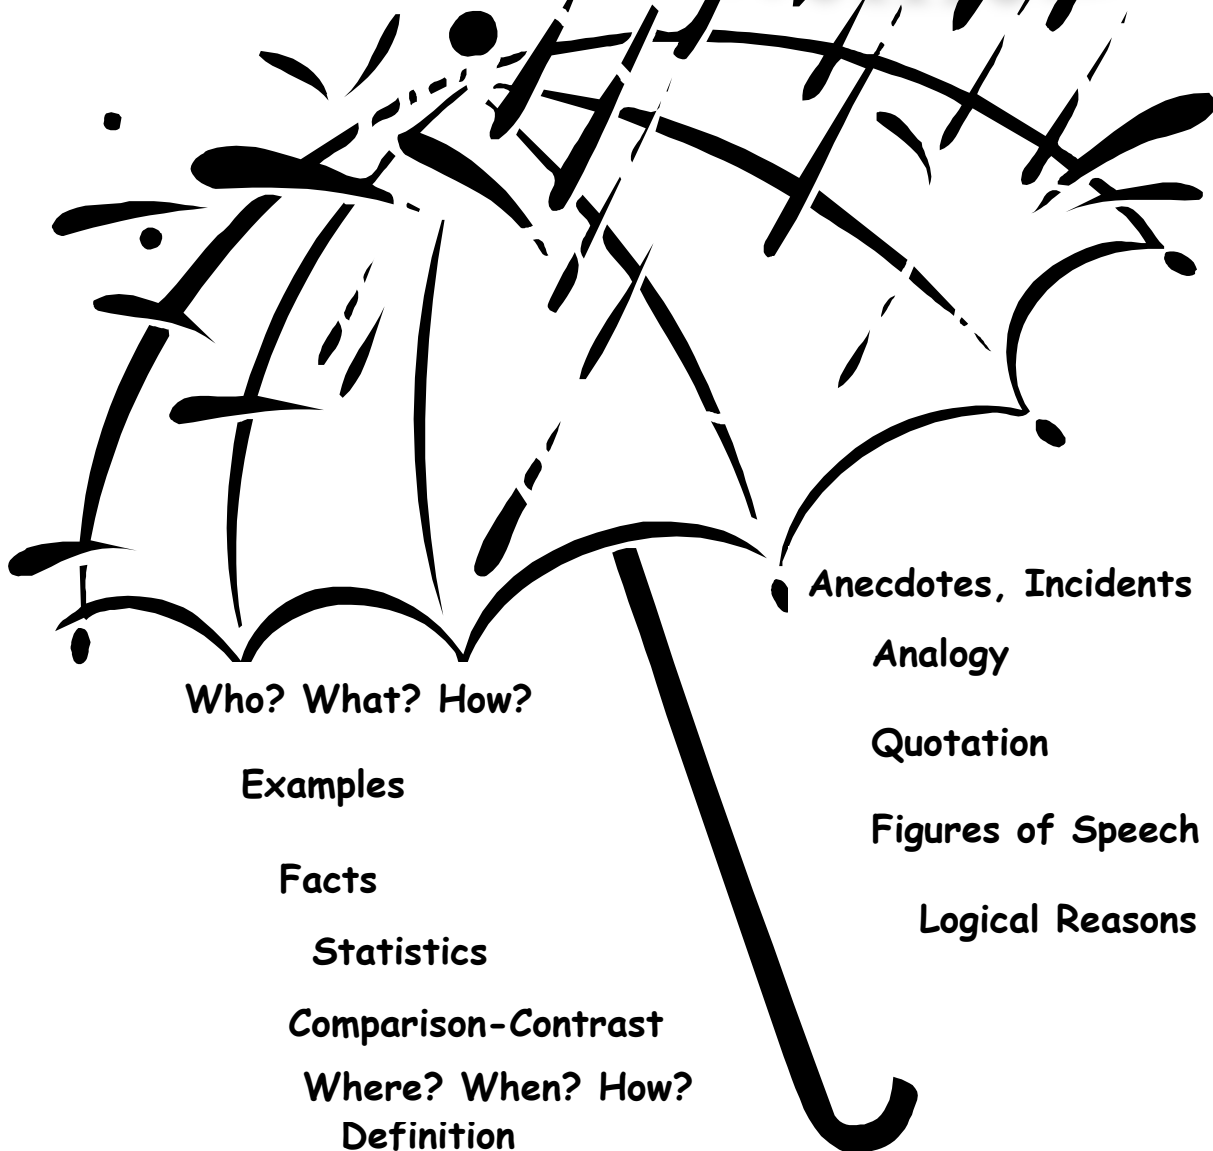 Anecdotes, Incidents
Analogy
Who? What? How?
Quotation
Examples
Figures of Speech
Facts
Logical Reasons
Statistics
Comparison-Contrast
Where? When? How?
Definition